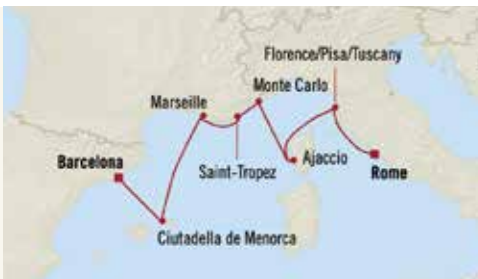 Florence/Pisa/Tuscany
Monte Carlo
Marseille
Barcelona
Saint-Tropez
Ajaccio
Rome
Ciutadella de Menorca